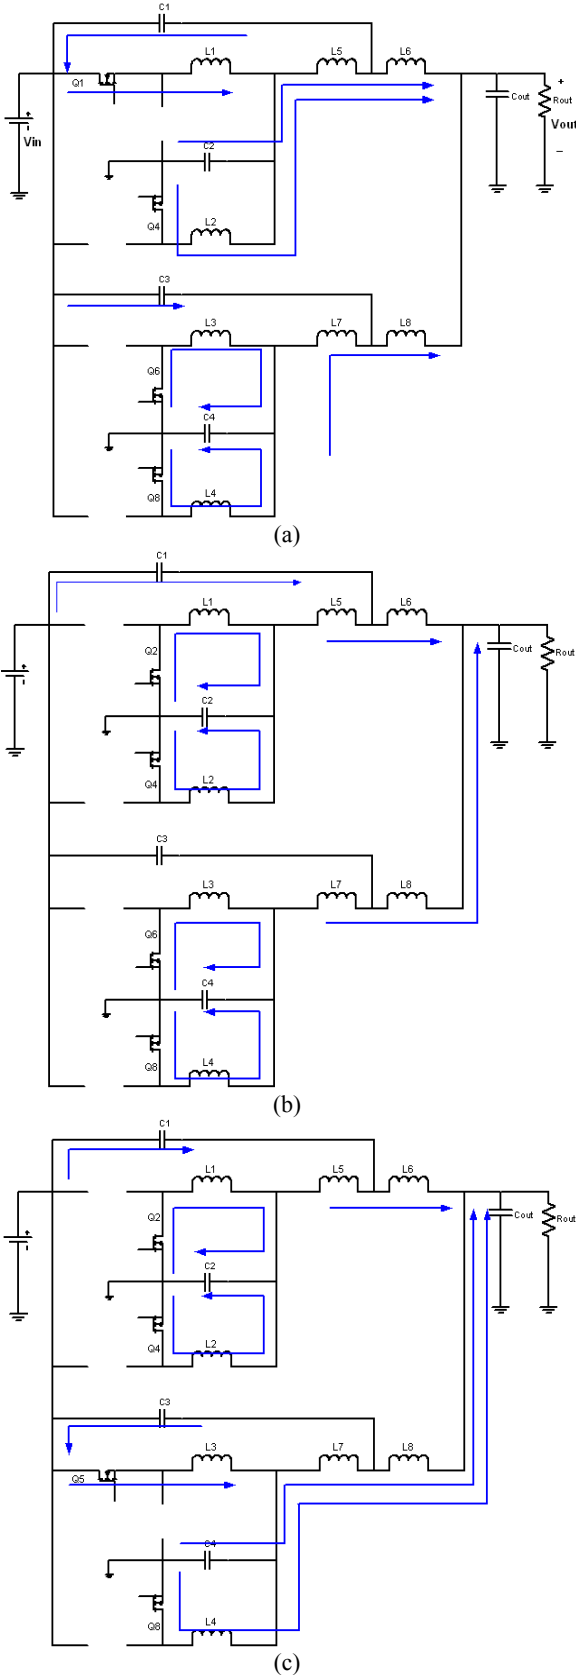 C1
L1
L5
L6
Q1
+
Cout
Rout
Vin
Vout
C2
Q4
L2
C3
L3
L7
L8
Q6
C4
Q8
L4
(a)
C1
L1
L5
L6
Q2
Cout
Rout
C2
Q4
L2
C3
L3
L7
L8
Q6
C4
Q8
L4
(b)
C1
L1
L5
L6
Q2
Cout
Rout
C2
Q4
L2
C3
L3
L7
L8
Q5
C4
Q8
L4
(c)